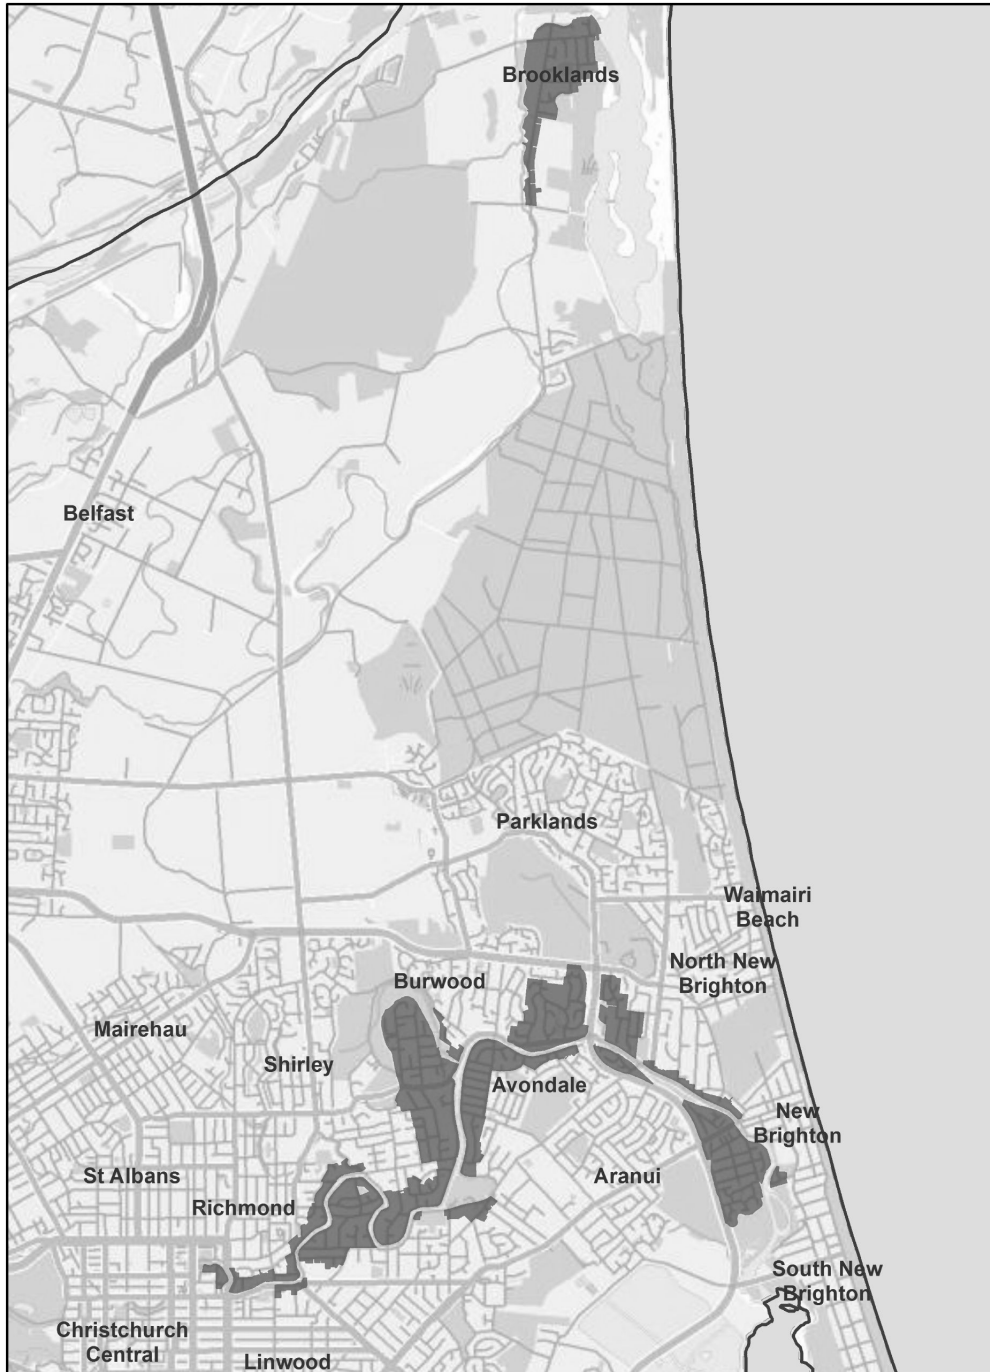 Brooklands
Belfast
Parklands
Waimairi
Beach
North New
Brighton
Burwood
Mairehau
Shirley
Avondale
New
Brighton
St Albans
Aranui
Richmond
South New
Brighton
Christchurch
Central
Linwood